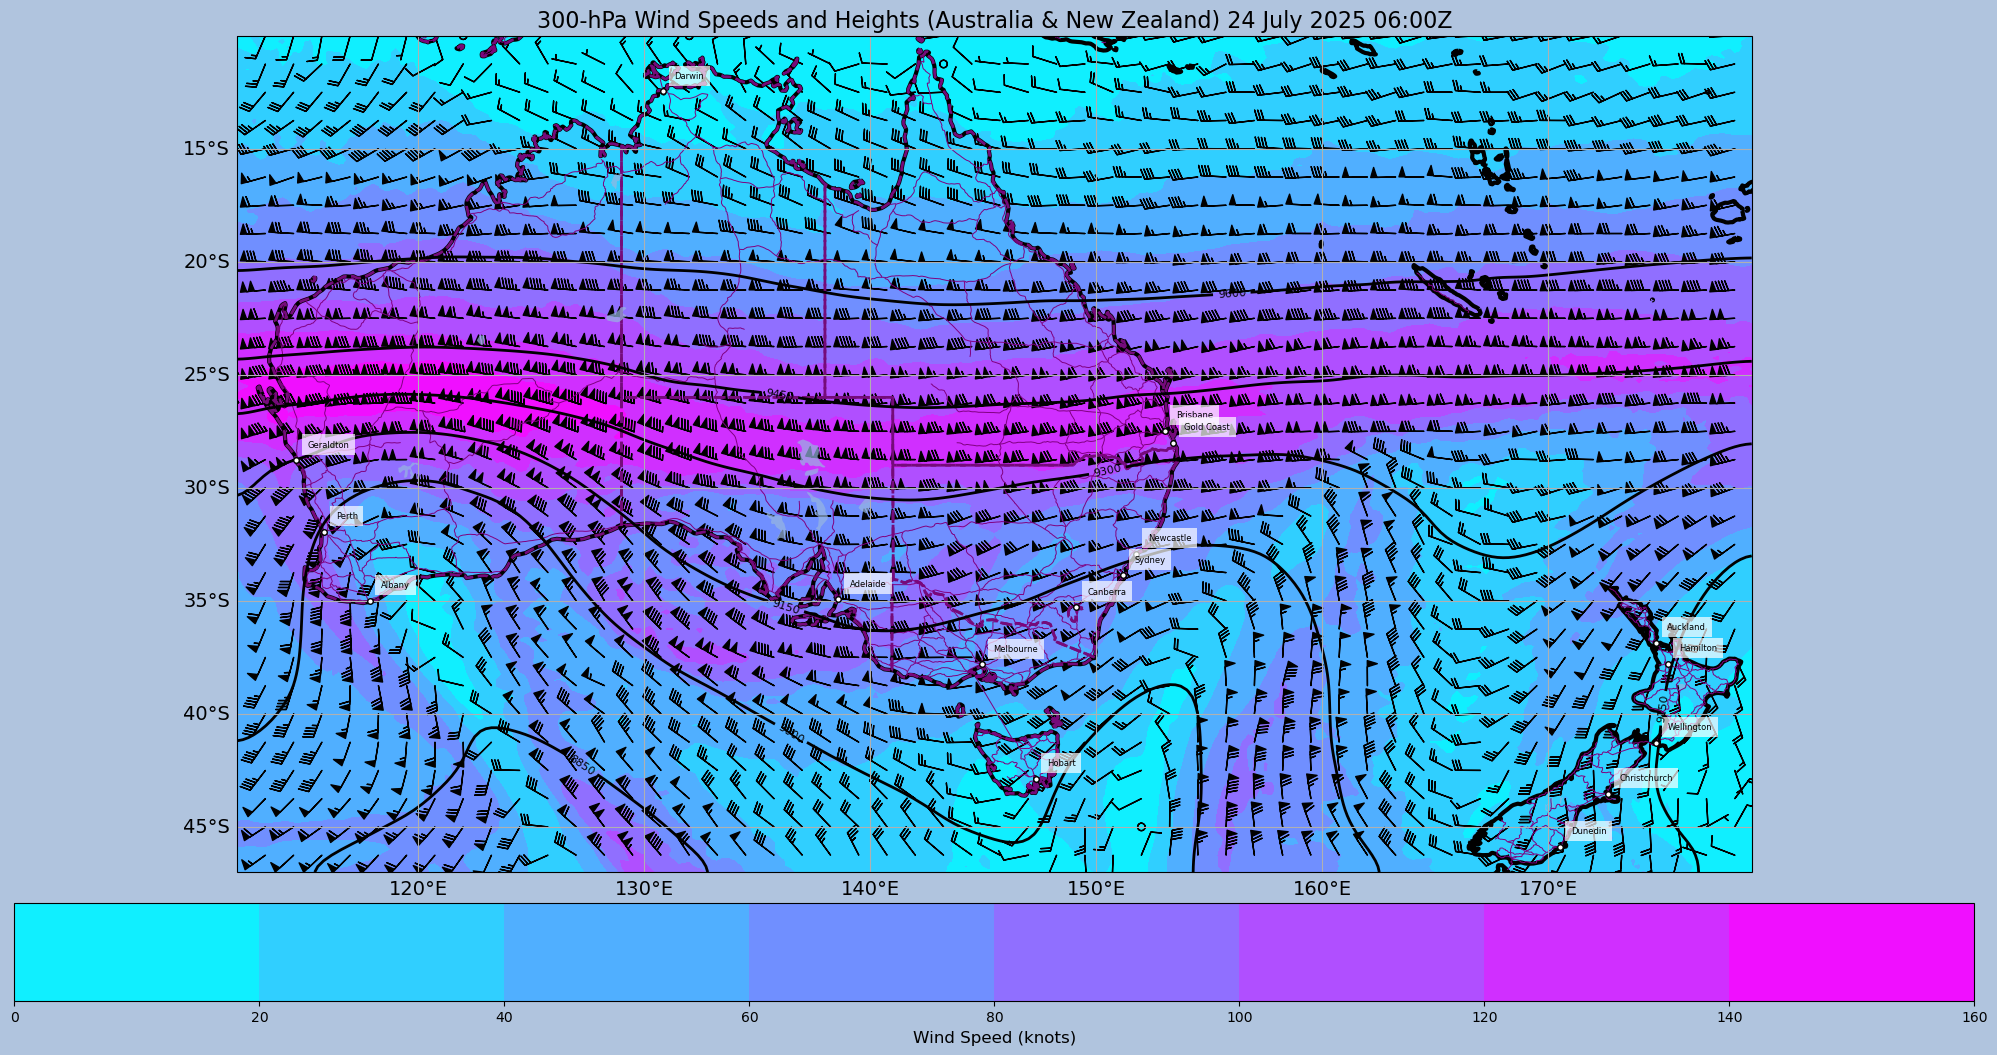 300-hPa Wind Speeds and Heights (Australia & New Zealand) 24 July 2025 06:00Z
Darwin
15°S
20°S
9600
25°S
9450
Brisbane
Gold Coast
Geraldton
9300
30°S
Perth
Newcastle
Sydney
Albany
Adelaide
Canberra
35°S
9150
Auckland
Hamilton
Melbourne
40°S
9150
Wellington
9000
Hobart
8850
Christchurch
45°S
Dunedin
120°E 130°E 140°E 150°E 160°E 170°E
0 20 40 60 80 100 120 140 160
Wind Speed (knots)